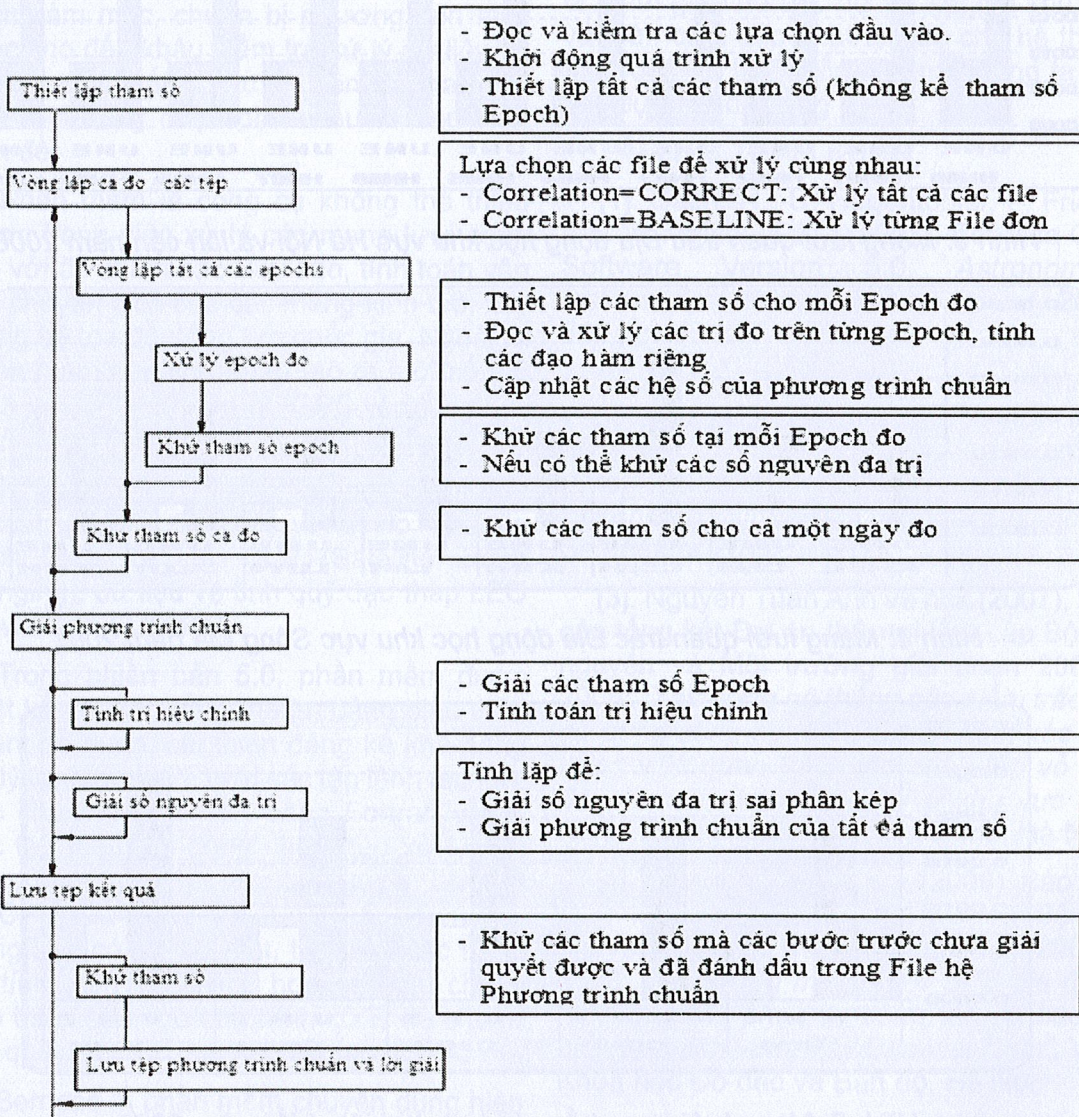 - Đọc và kiểm tra các lựa chọn đầu vào.
- Khởi động quá trình xử lý
- Thiết lập tất cả các tham số (không kể tham số
Epoch)
Thiết lập tham số
Lựa chọn các file để xử lý cùng nhau:
- Correlation=CORRECT: Xử lý tất cả các file
- Correlation=BASELINE: Xử lý từng File đơn
Vòng lặp ca đo các tệp
Vòng lặp tất cả các epochs
- Thiết lập các tham số cho mỗi Epoch đo
- Đọc và xử lý các trị đo trên từng Epoch, tính
các đạo hàm riêng
- Cập nhật các hệ số của phương trình chuẩn
Xử lý epoch đo
Khử tham số epoch
- Khử các tham số tại mỗi Epoch đo
- Nếu có thể khử các số nguyên đa trị
Khử tham số ca đo
- Khử các tham số cho cả một ngày đo
Giải phương trình chuẩn
Tính trị hiệu chỉnh
- Giải các tham số Epoch
- Tính toán trị hiệu chỉnh
Giải số nguyên đa trị
Tính lặp để:
- Giải số nguyên đa trị sai phân kép
- Giải phương trình chuẩn của tất cả tham số
Lưu tệp kết quả
Khử tham số
- Khử các tham số mà các bước trước chưa giải
quyết được và đã đánh dấu trong File hệ
Phương trình chuẩn
Lưu tệp phương trình chuẩn và lời giải